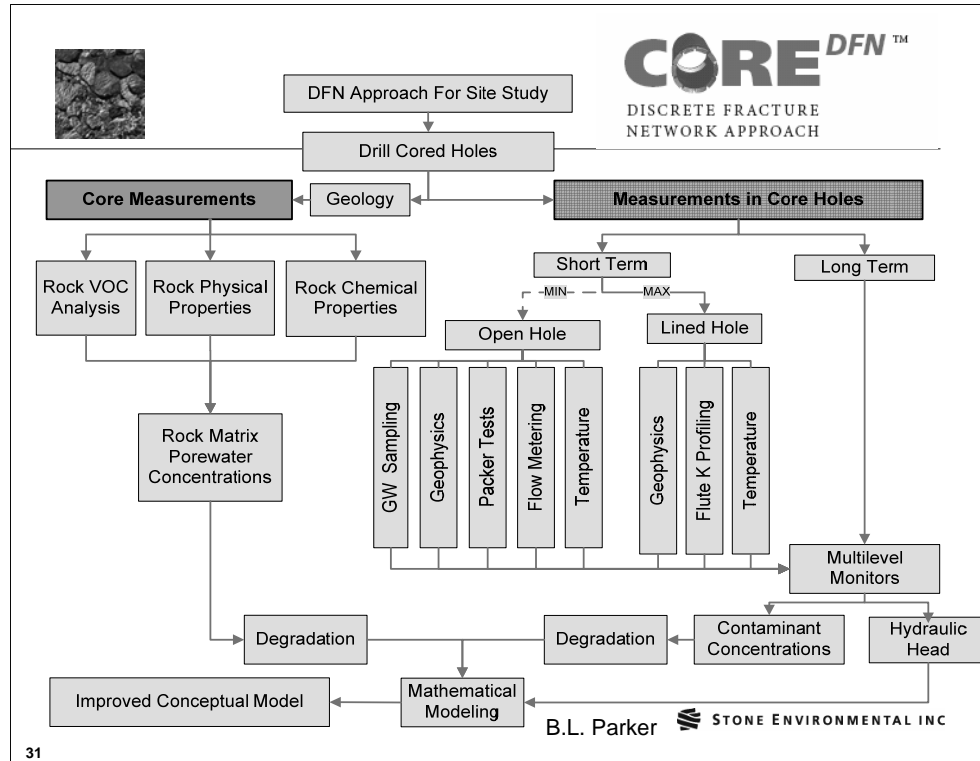 CORE DFN ™
DISCRETE FRACTURE
NETWORK APPROACH
DFN Approach For Site Study
Drill Cored Holes
Core Measurements
Geology
Measurements in Core Holes
Rock VOC
Analysis
Rock Physical
Properties
Rock Chemical
Properties
Short Term
Long Term
MIN
MAX
Open Hole
Lined Hole
GW Sampling
Geophysics
Packer Tests
Flow Metering
Temperature
Geophysics
Flute K Profiling
Temperature
Rock Matrix
Porewater
Concentrations
Multilevel
Monitors
Degradation
Degradation
Contaminant
Concentrations
Hydraulic
Head
Improved Conceptual Model
Mathematical
Modeling
B.L. Parker
STONE ENVIRONMENTAL INC
31